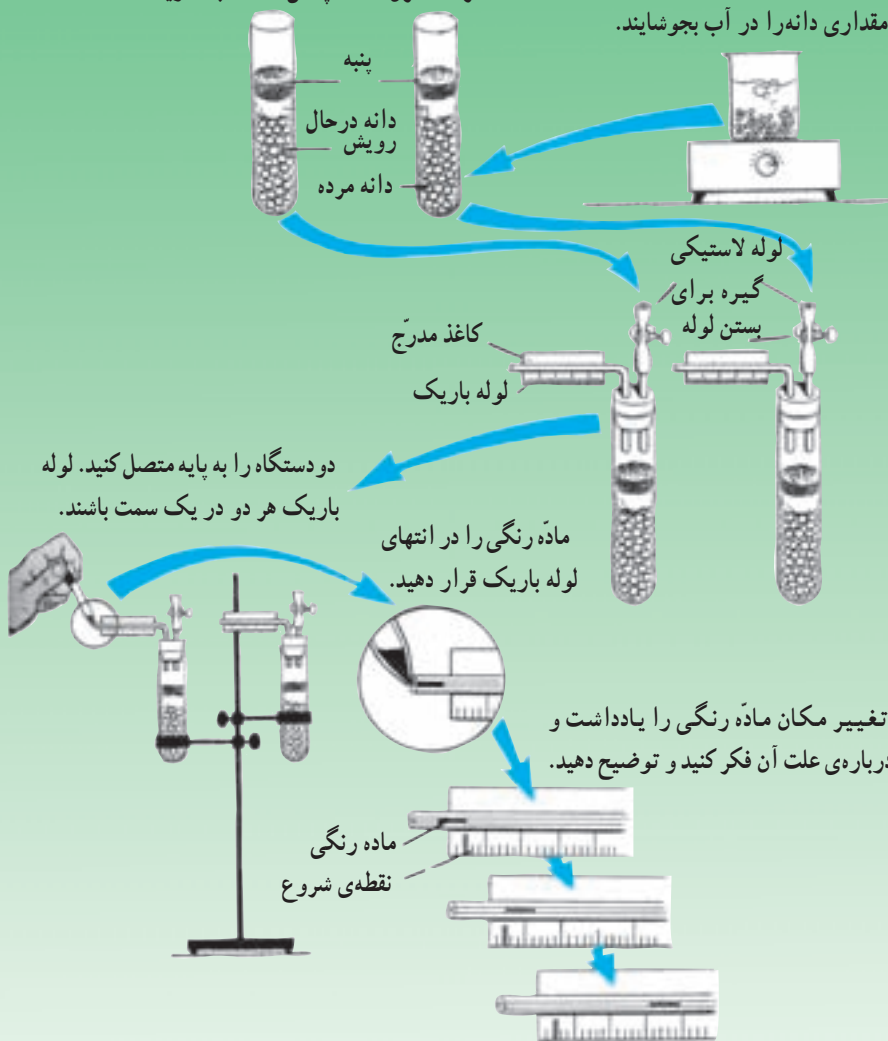 مقداری دانه‌را در آب بجوشایند.
پنبه
دانه درحال
رویش
دانه مرده
لوله لاستیکی
گیره برای
بستن لوله
کاغذ مدرّج
لوله باریک
دودستگاه را به پایه متصل کنید. لوله
باریک هر دو در یک سمت باشند.
مادّه رنگی را در انتهای
لوله باریک قرار دهید.
تغییر مکان مادّه رنگی را یادداشت و
درباره‌ی علت آن فکر کنید و توضیح دهید.
ماده رنگی
نقطه‌ی شروع